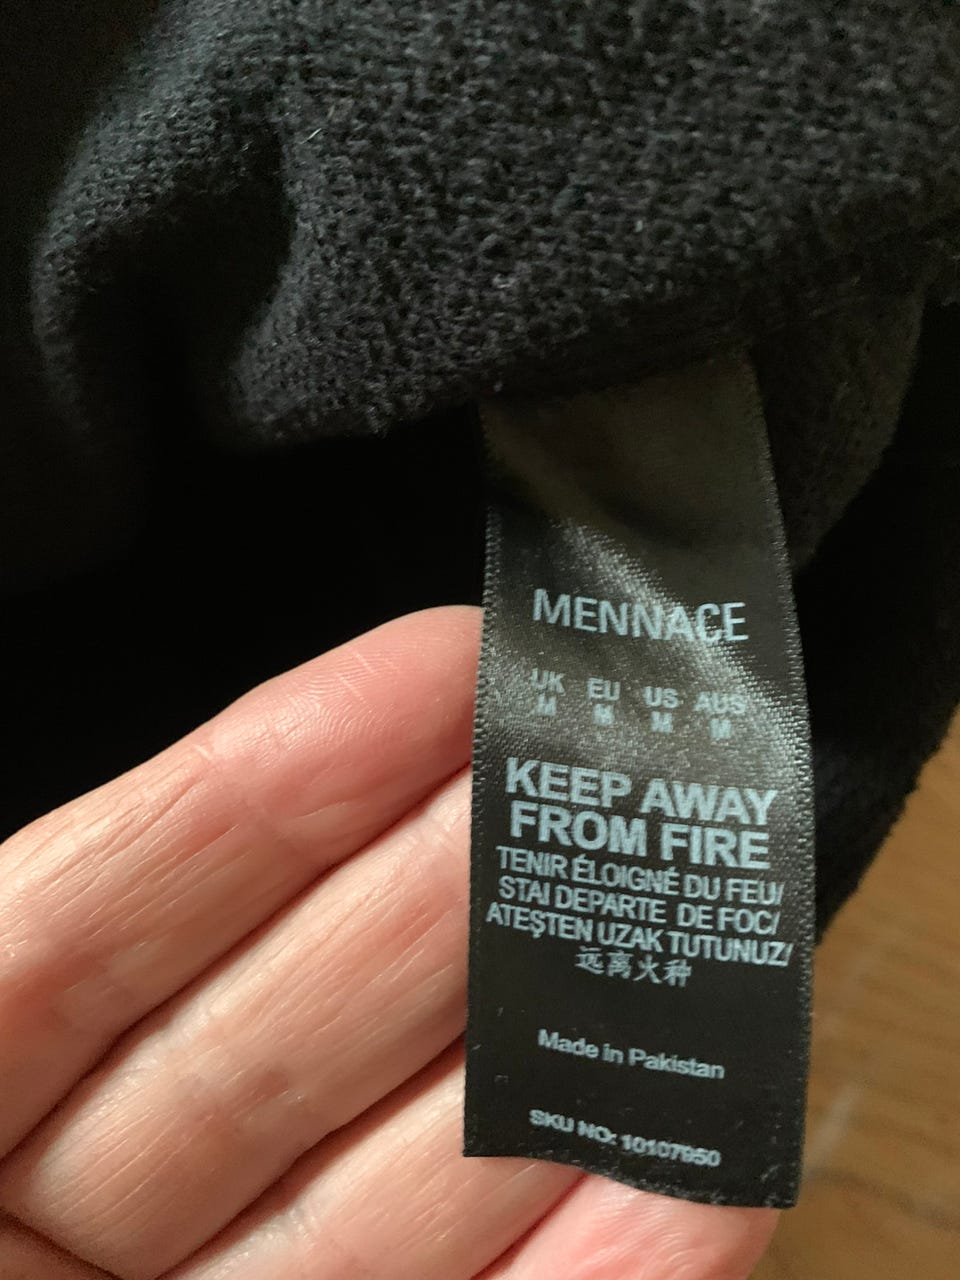 MENNACE
UK EU US AUS
M M M M
KEEP AWAY
FROM FIRE
TENIR ÉLOIGNÉ DU FEU/
STAI DEPARTE DE FOC/
ATEŞTEN UZAK TUTUNUZ/
远离火种
Made in Pakistan
SKU NO: 10107950